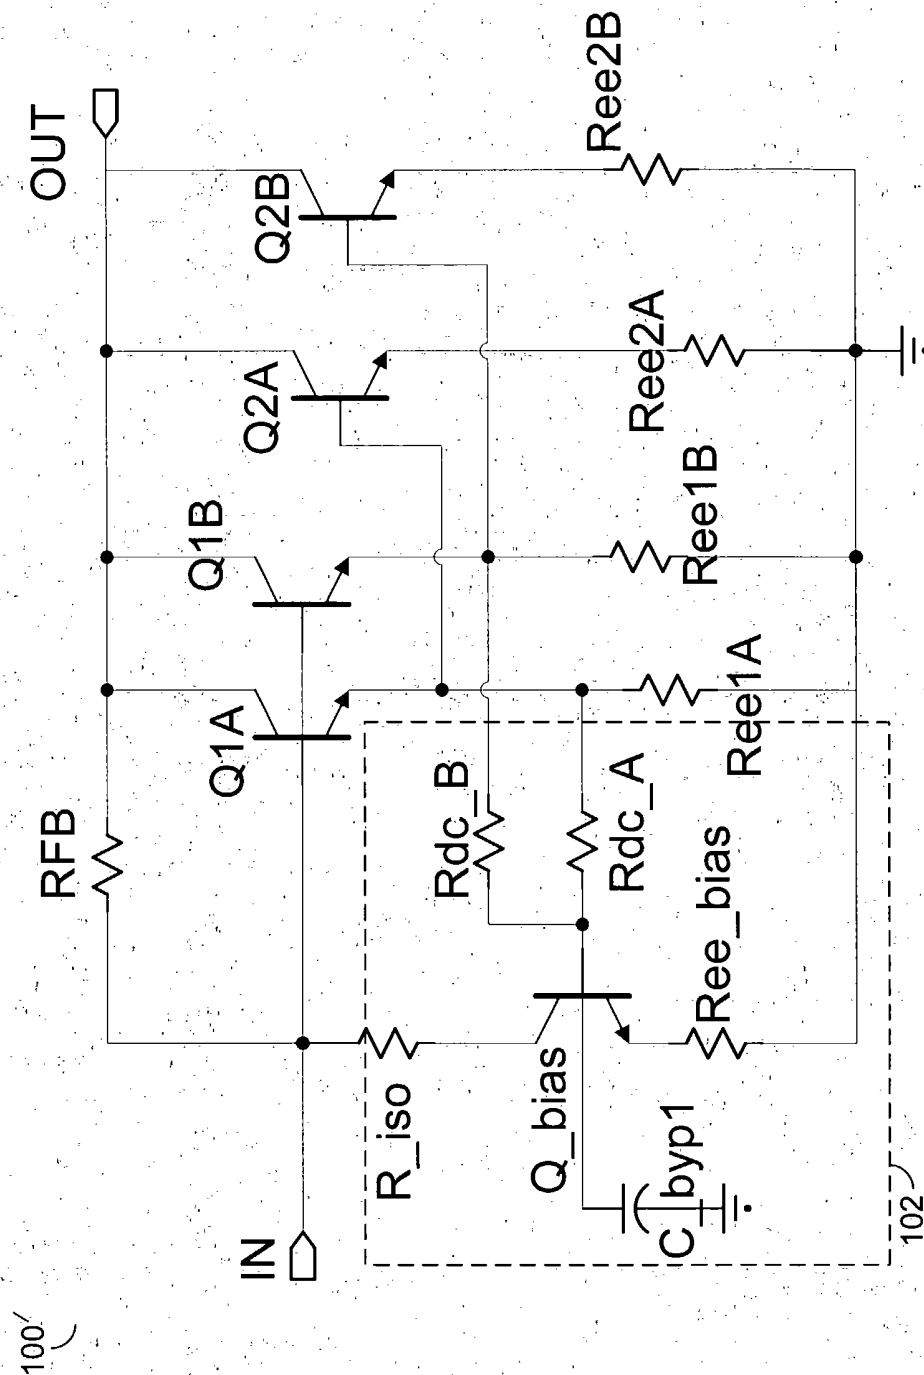 OUT
RFB
Q1A
Q1B
Q2A
Q2B
IN
R_iso
Rdc_B
Rdc_A
Q_bias
Ree_bias
Ree1A
Ree1B
Ree2A
Ree2B
C_byp1
102
100